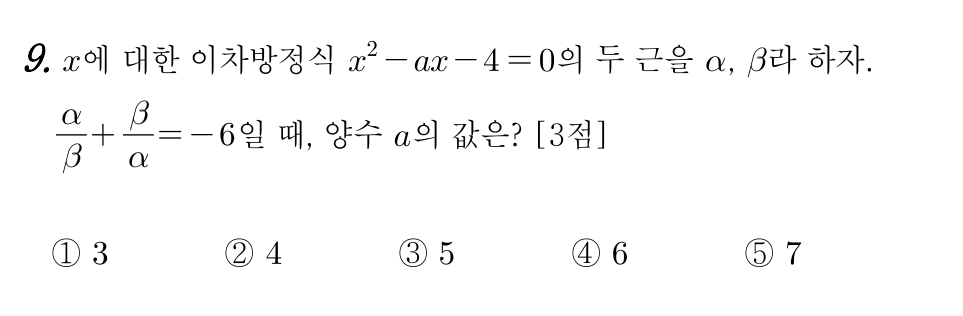 9. x에 대한 이차방정식 x² − ax − 4 = 0의 두 근을 α, β라 하자.
α/β + β/α = −6일 때, 양수 a의 값은? [3점]
① 3 ② 4 ③ 5 ④ 6 ⑤ 7